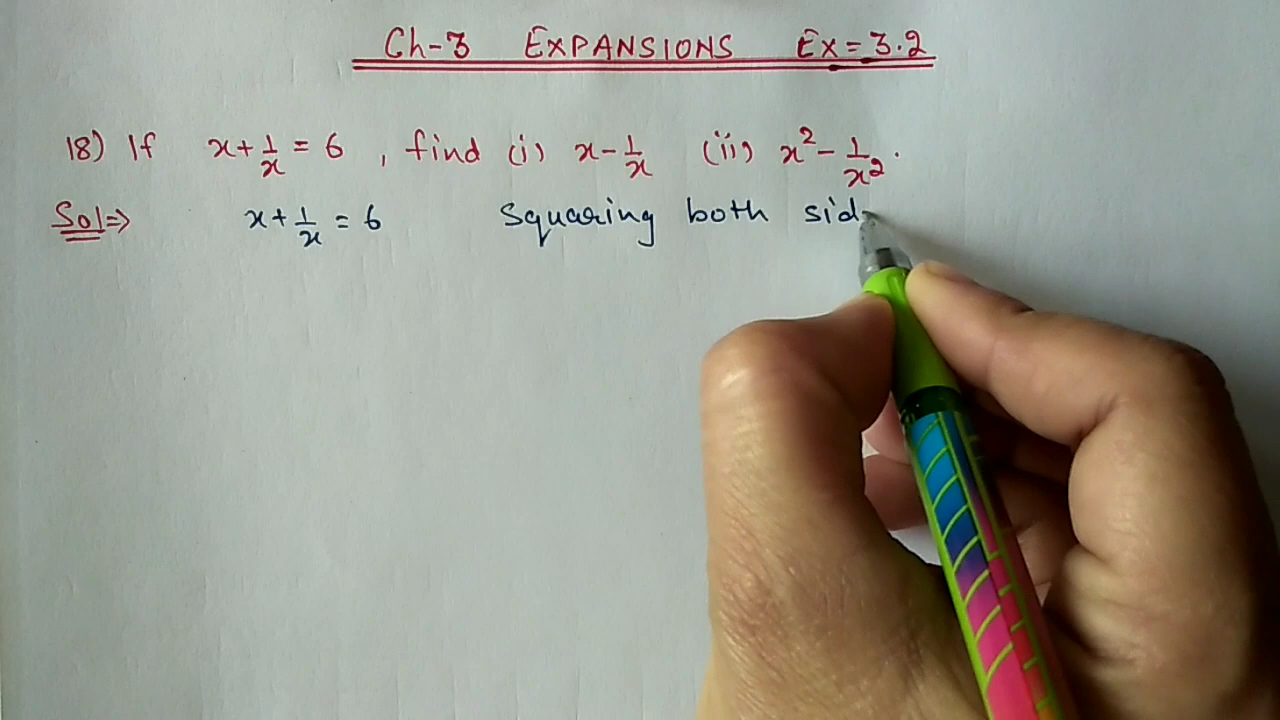 Ch-3 EXPANSIONS Ex=3.2
18) If x+1/x = 6 , find (i) x-1/x (ii) x²-1/x².
Sol⇒ x+1/x = 6 Squaring both sid